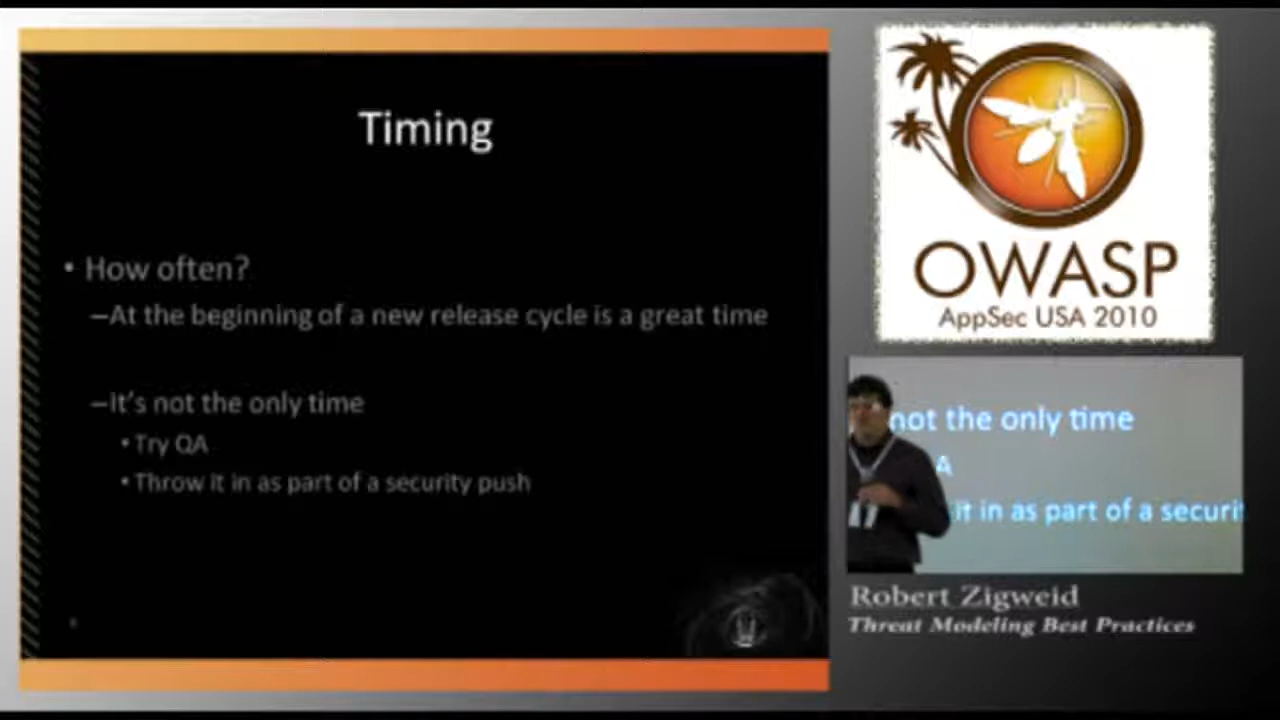 Timing
• How often?
–At the beginning of a new release cycle is a great time
–It's not the only time
•Try QA
•Throw it in as part of a security push
OWASP
AppSec USA 2010
not the only time
A
it in as part of a securit
Robert Zigweid
Threat Modeling Best Practices